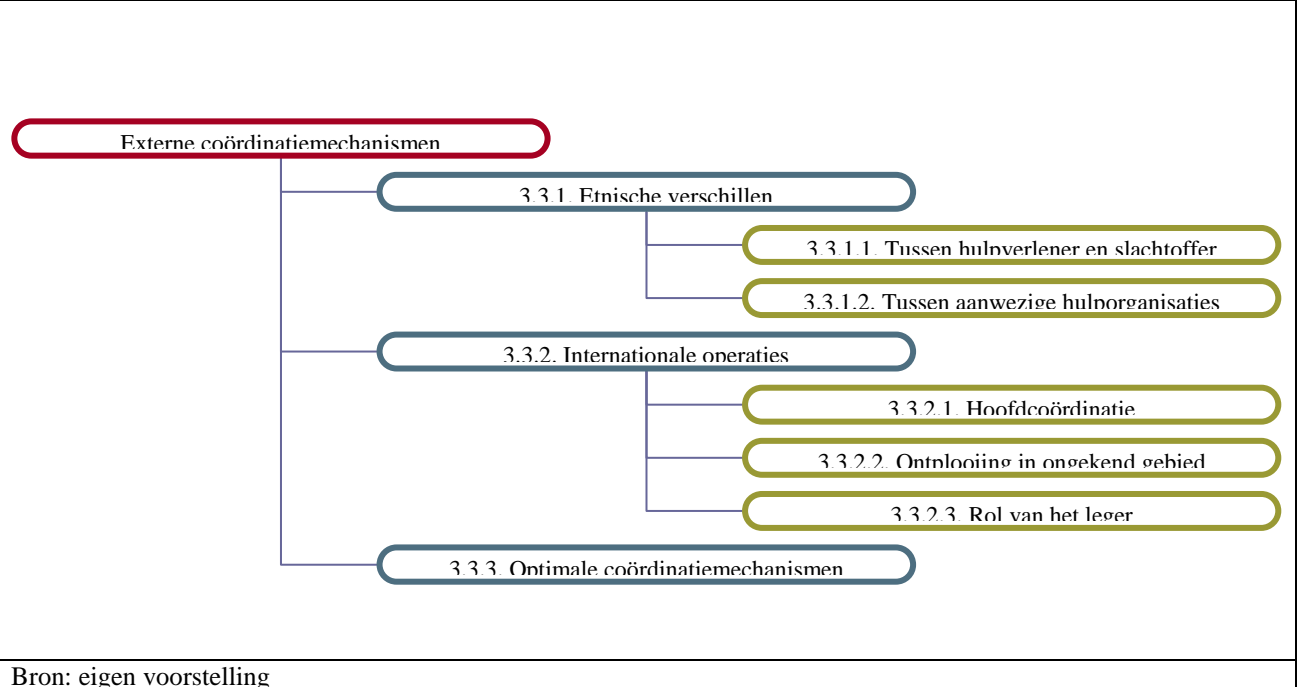 Externe coördinatiemechanismen
3.3.1. Etnische verschillen
3.3.1.1. Tussen hulpverlener en slachtoffer
3.3.1.2. Tussen aanwezige hulporganisaties
3.3.2. Internationale operaties
3.3.2.1. Hoofdcoördinatie
3.3.2.2. Ontplooiing in ongekend gebied
3.3.2.3. Rol van het leger
3.3.3. Optimale coördinatiemechanismen
Bron: eigen voorstelling